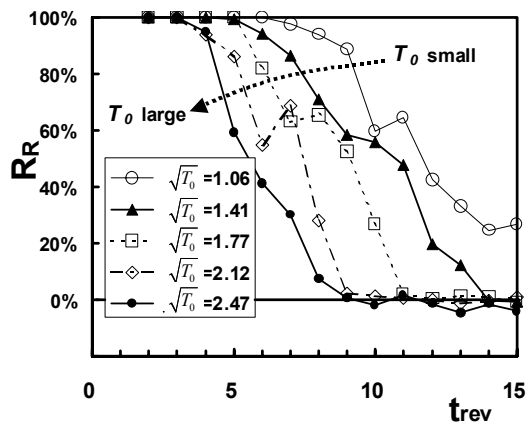 100%
80%
60%
40%
20%
0%
R_R
T_0 small
T_0 large
√T_0 =1.06
√T_0 =1.41
√T_0 =1.77
√T_0 =2.12
√T_0 =2.47
0 5 10 15
t_rev